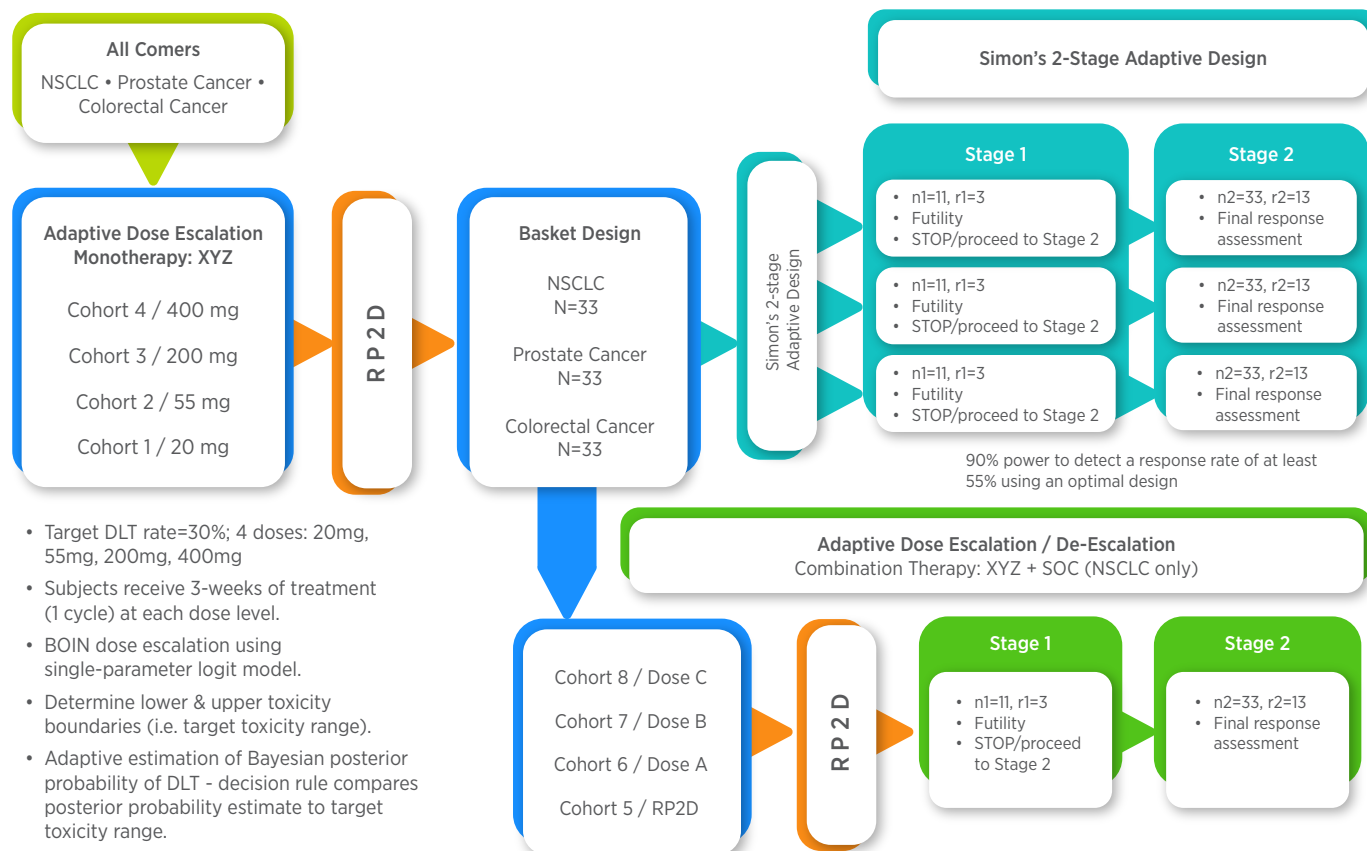 All Comers
NSCLC • Prostate Cancer •
Colorectal Cancer
Adaptive Dose Escalation
Monotherapy: XYZ
Cohort 4 / 400 mg
Cohort 3 / 200 mg
Cohort 2 / 55 mg
Cohort 1 / 20 mg
RP2D
Basket Design
NSCLC
N=33
Prostate Cancer
N=33
Colorectal Cancer
N=33
Simon's 2-stage
Adaptive Design
Simon's 2-Stage Adaptive Design
Stage 1
• n1=11, r1=3
• Futility
• STOP/proceed to Stage 2
• n1=11, r1=3
• Futility
• STOP/proceed to Stage 2
• n1=11, r1=3
• Futility
• STOP/proceed to Stage 2
Stage 2
• n2=33, r2=13
• Final response
assessment
• n2=33, r2=13
• Final response
assessment
• n2=33, r2=13
• Final response
assessment
90% power to detect a response rate of at least
55% using an optimal design
• Target DLT rate=30%; 4 doses: 20mg,
55mg, 200mg, 400mg
• Subjects receive 3-weeks of treatment
(1 cycle) at each dose level.
• BOIN dose escalation using
single-parameter logit model.
• Determine lower & upper toxicity
boundaries (i.e. target toxicity range).
• Adaptive estimation of Bayesian posterior
probability of DLT - decision rule compares
posterior probability estimate to target
toxicity range.
Adaptive Dose Escalation / De-Escalation
Combination Therapy: XYZ + SOC (NSCLC only)
Cohort 8 / Dose C
Cohort 7 / Dose B
Cohort 6 / Dose A
Cohort 5 / RP2D
RP2D
Stage 1
• n1=11, r1=3
• Futility
• STOP/proceed
to Stage 2
Stage 2
• n2=33, r2=13
• Final response
assessment